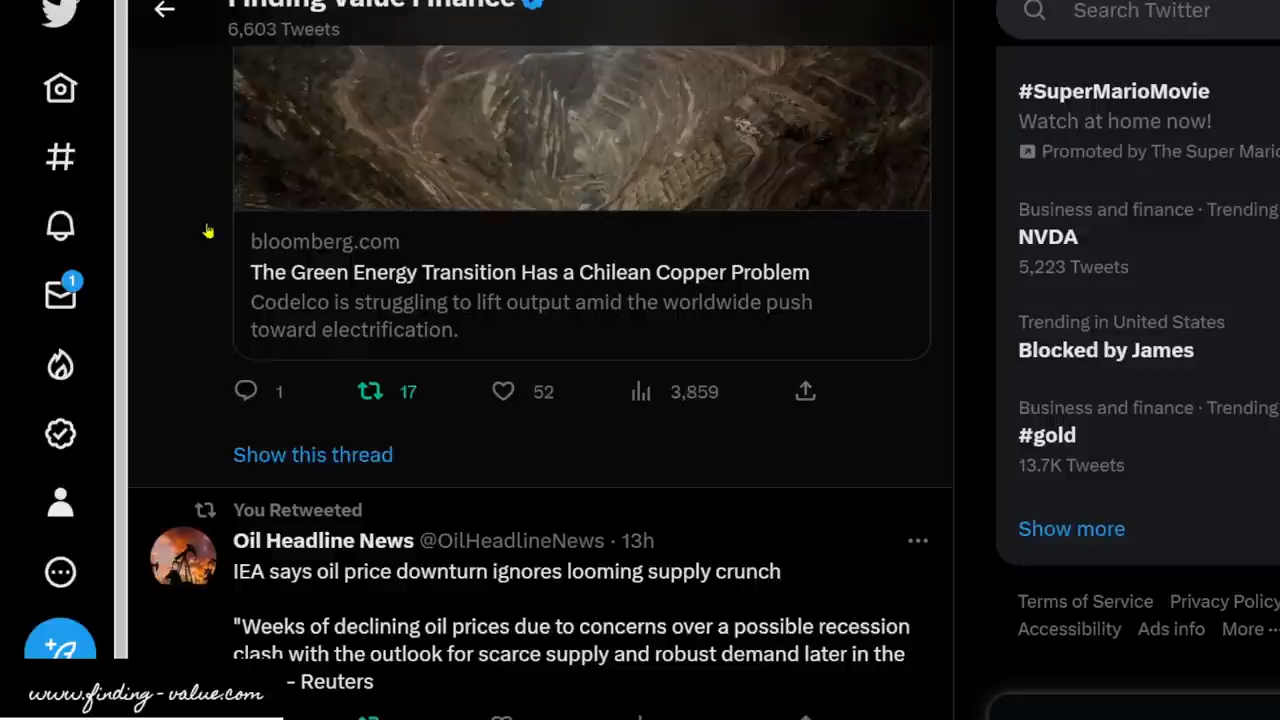 Finding Value Finance
6,603 Tweets
Search Twitter
1
bloomberg.com
The Green Energy Transition Has a Chilean Copper Problem
Codelco is struggling to lift output amid the worldwide push
toward electrification.
1 17 52 3,859
Show this thread
You Retweeted
Oil Headline News @OilHeadlineNews · 13h
IEA says oil price downturn ignores looming supply crunch
"Weeks of declining oil prices due to concerns over a possible recession
clash with the outlook for scarce supply and robust demand later in the
- Reuters
#SuperMarioMovie
Watch at home now!
Promoted by The Super Mario
Business and finance · Trending
NVDA
5,223 Tweets
Trending in United States
Blocked by James
Business and finance · Trending
#gold
13.7K Tweets
Show more
Terms of Service Privacy Policy
Accessibility Ads info More ···
www.finding-value.com